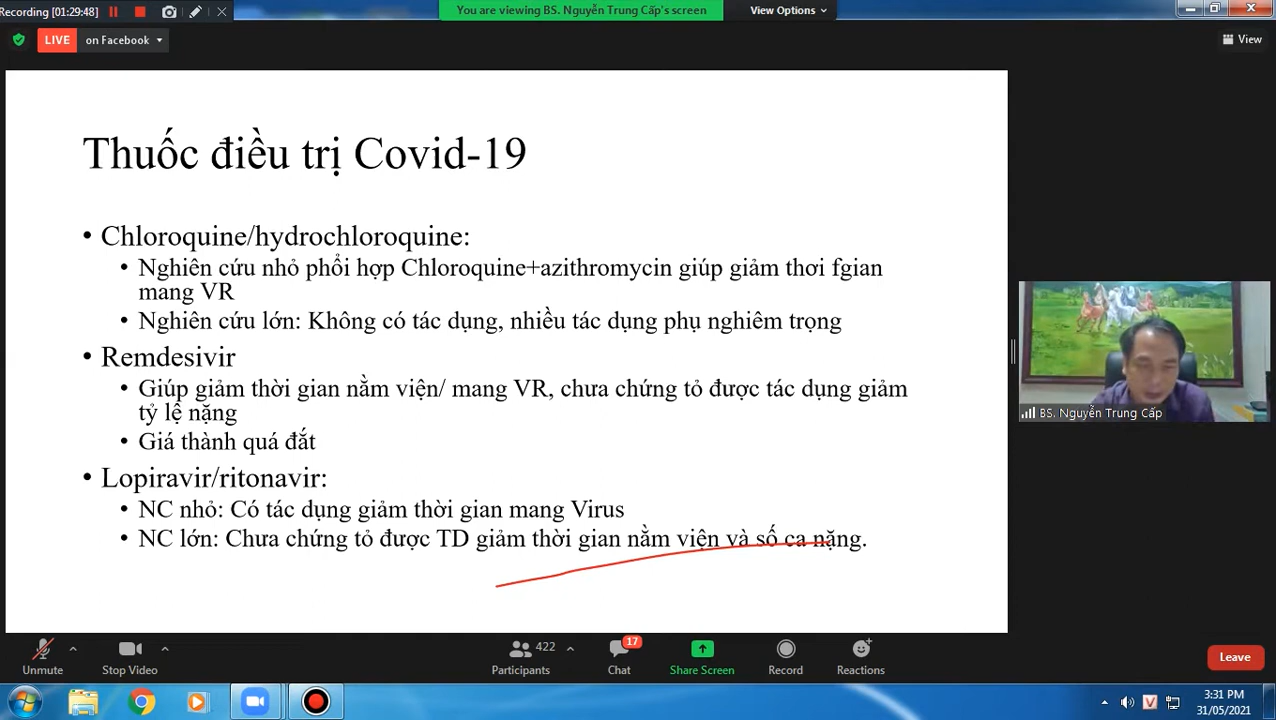 Recording [01:29:48]
You are viewing BS. Nguyễn Trung Cấp's screen
View Options
LIVE
on Facebook
View
Thuốc điều trị Covid-19
• Chloroquine/hydrochloroquine:
• Nghiên cứu nhỏ phổi hợp Chloroquine+azithromycin giúp giảm thơi fgian
mang VR
• Nghiên cứu lớn: Không có tác dụng, nhiều tác dụng phụ nghiêm trọng
• Remdesivir
• Giúp giảm thời gian nằm viện/ mang VR, chưa chứng tỏ được tác dụng giảm
tỷ lệ nặng
• Giá thành quá đắt
• Lopiravir/ritonavir:
• NC nhỏ: Có tác dụng giảm thời gian mang Virus
• NC lớn: Chưa chứng tỏ được TD giảm thời gian nằm viện và số ca nặng.
BS. Nguyễn Trung Cấp
Unmute
Stop Video
422
Participants
17
Chat
Share Screen
Record
Reactions
Leave
V
3:31 PM
31/05/2021